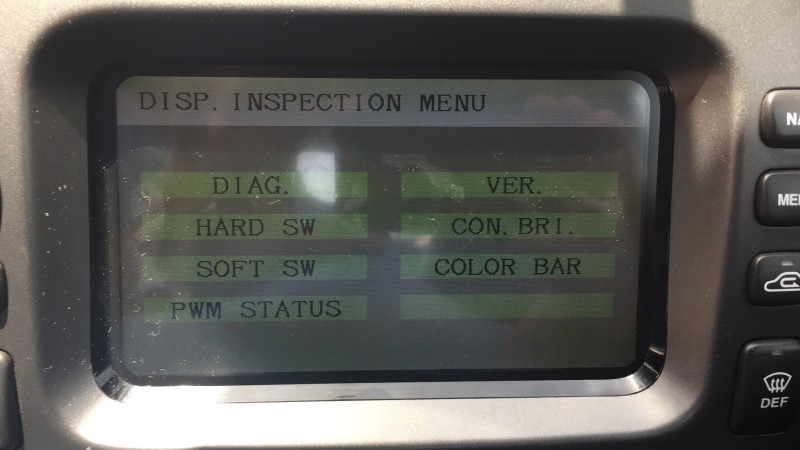 DISP. INSPECTION MENU
DIAG.
VER.
HARD SW
CON. BRI.
SOFT SW
COLOR BAR
PWM STATUS
DEF